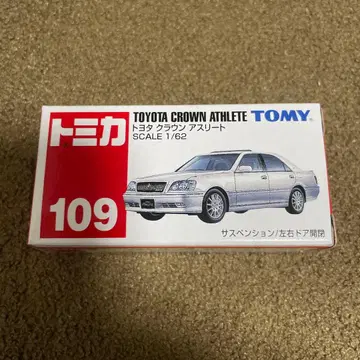 トミカ
109
TOYOTA CROWN ATHLETE
TOMY
トヨタ クラウン アスリート
SCALE 1/62
サスペンション/左右ドア開閉